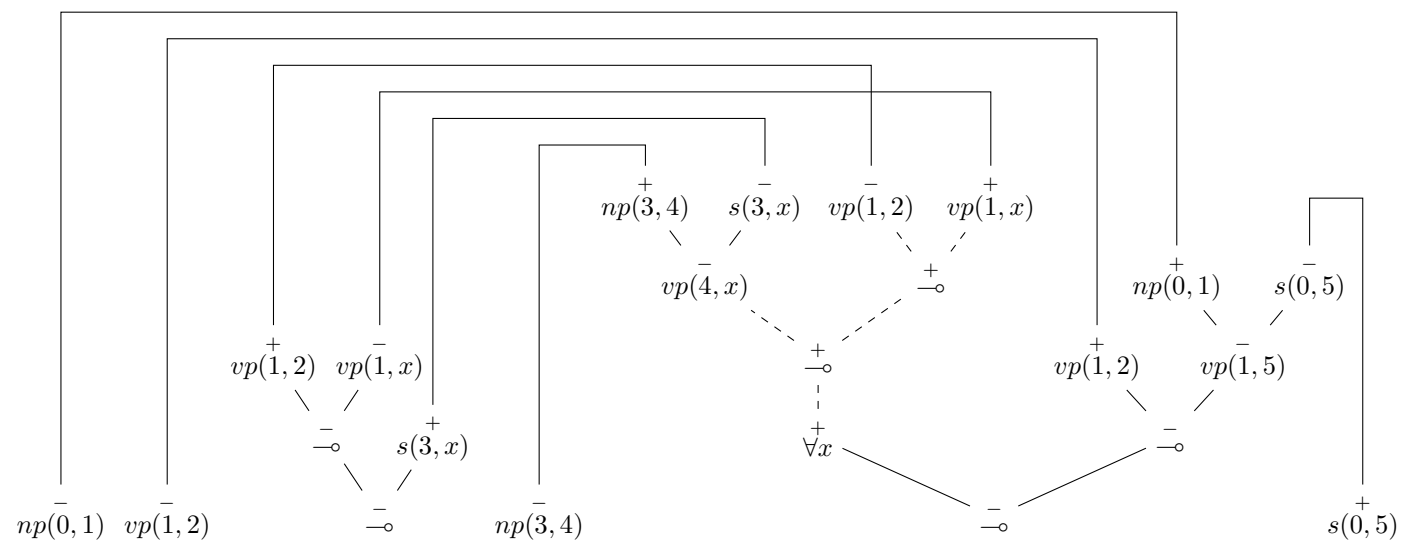 + − − +
np(3, 4) s(3, x) vp(1, 2) vp(1, x)
− + + −
vp(4, x) ⊸ np(0, 1) s(0, 5)
+ − + + −
vp(1, 2) vp(1, x) ⊸ vp(1, 2) vp(1, 5)
− + + −
⊸ s(3, x) ∀x ⊸
− − − − − +
np(0, 1) vp(1, 2) ⊸ np(3, 4) ⊸ s(0, 5)